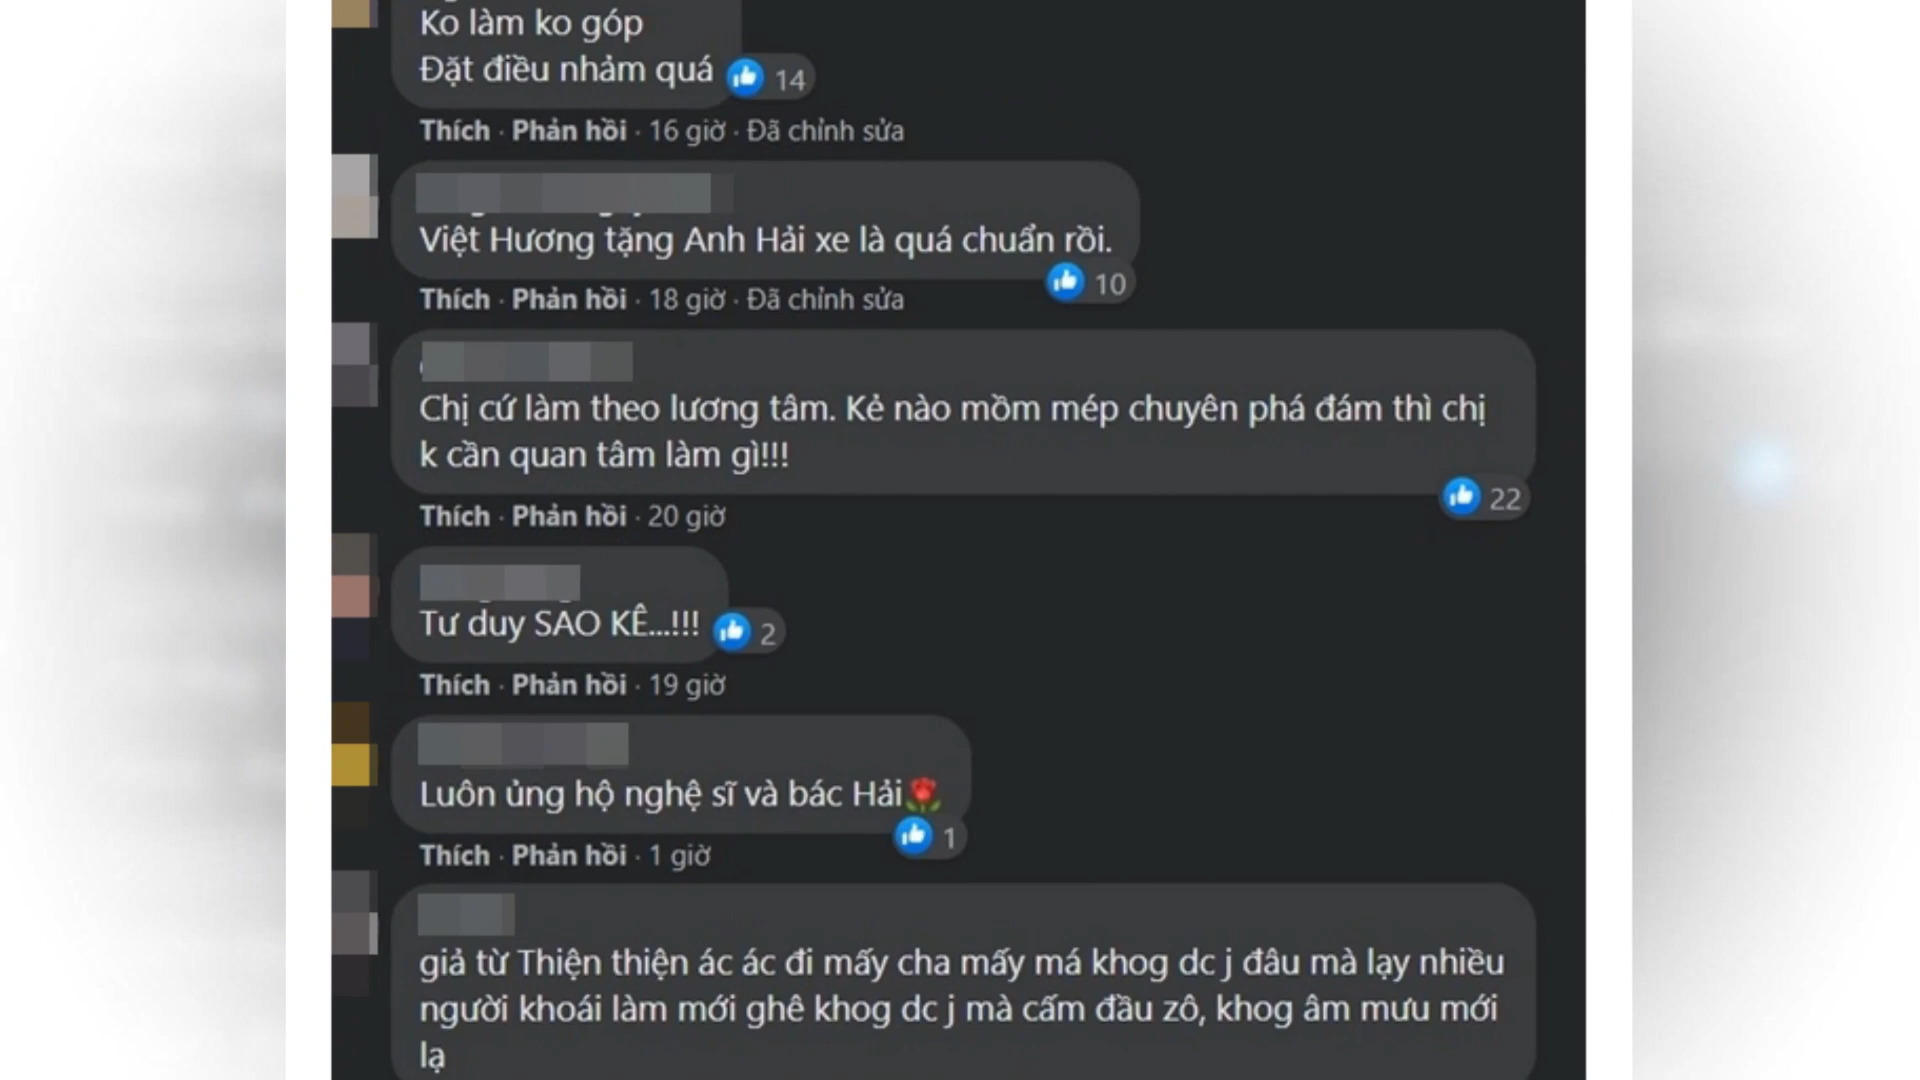 Ko làm ko góp
Đặt điều nhảm quá 14
Thích · Phản hồi · 16 giờ · Đã chỉnh sửa
Việt Hương tặng Anh Hải xe là quá chuẩn rồi.
10
Thích · Phản hồi · 18 giờ · Đã chỉnh sửa
Chị cứ làm theo lương tâm. Kẻ nào mồm mép chuyên phá đám thì chị
k cần quan tâm làm gì!!!
22
Thích · Phản hồi · 20 giờ
Tư duy SAO KÊ...!!! 2
Thích · Phản hồi · 19 giờ
Luôn ủng hộ nghệ sĩ và bác Hải🌹
1
Thích · Phản hồi · 1 giờ
giả từ Thiện thiện ác ác đi mấy cha mấy má khog dc j đâu mà lạy nhiều
người khoái làm mới ghê khog dc j mà cấm đầu zô, khog âm mưu mới
lạ